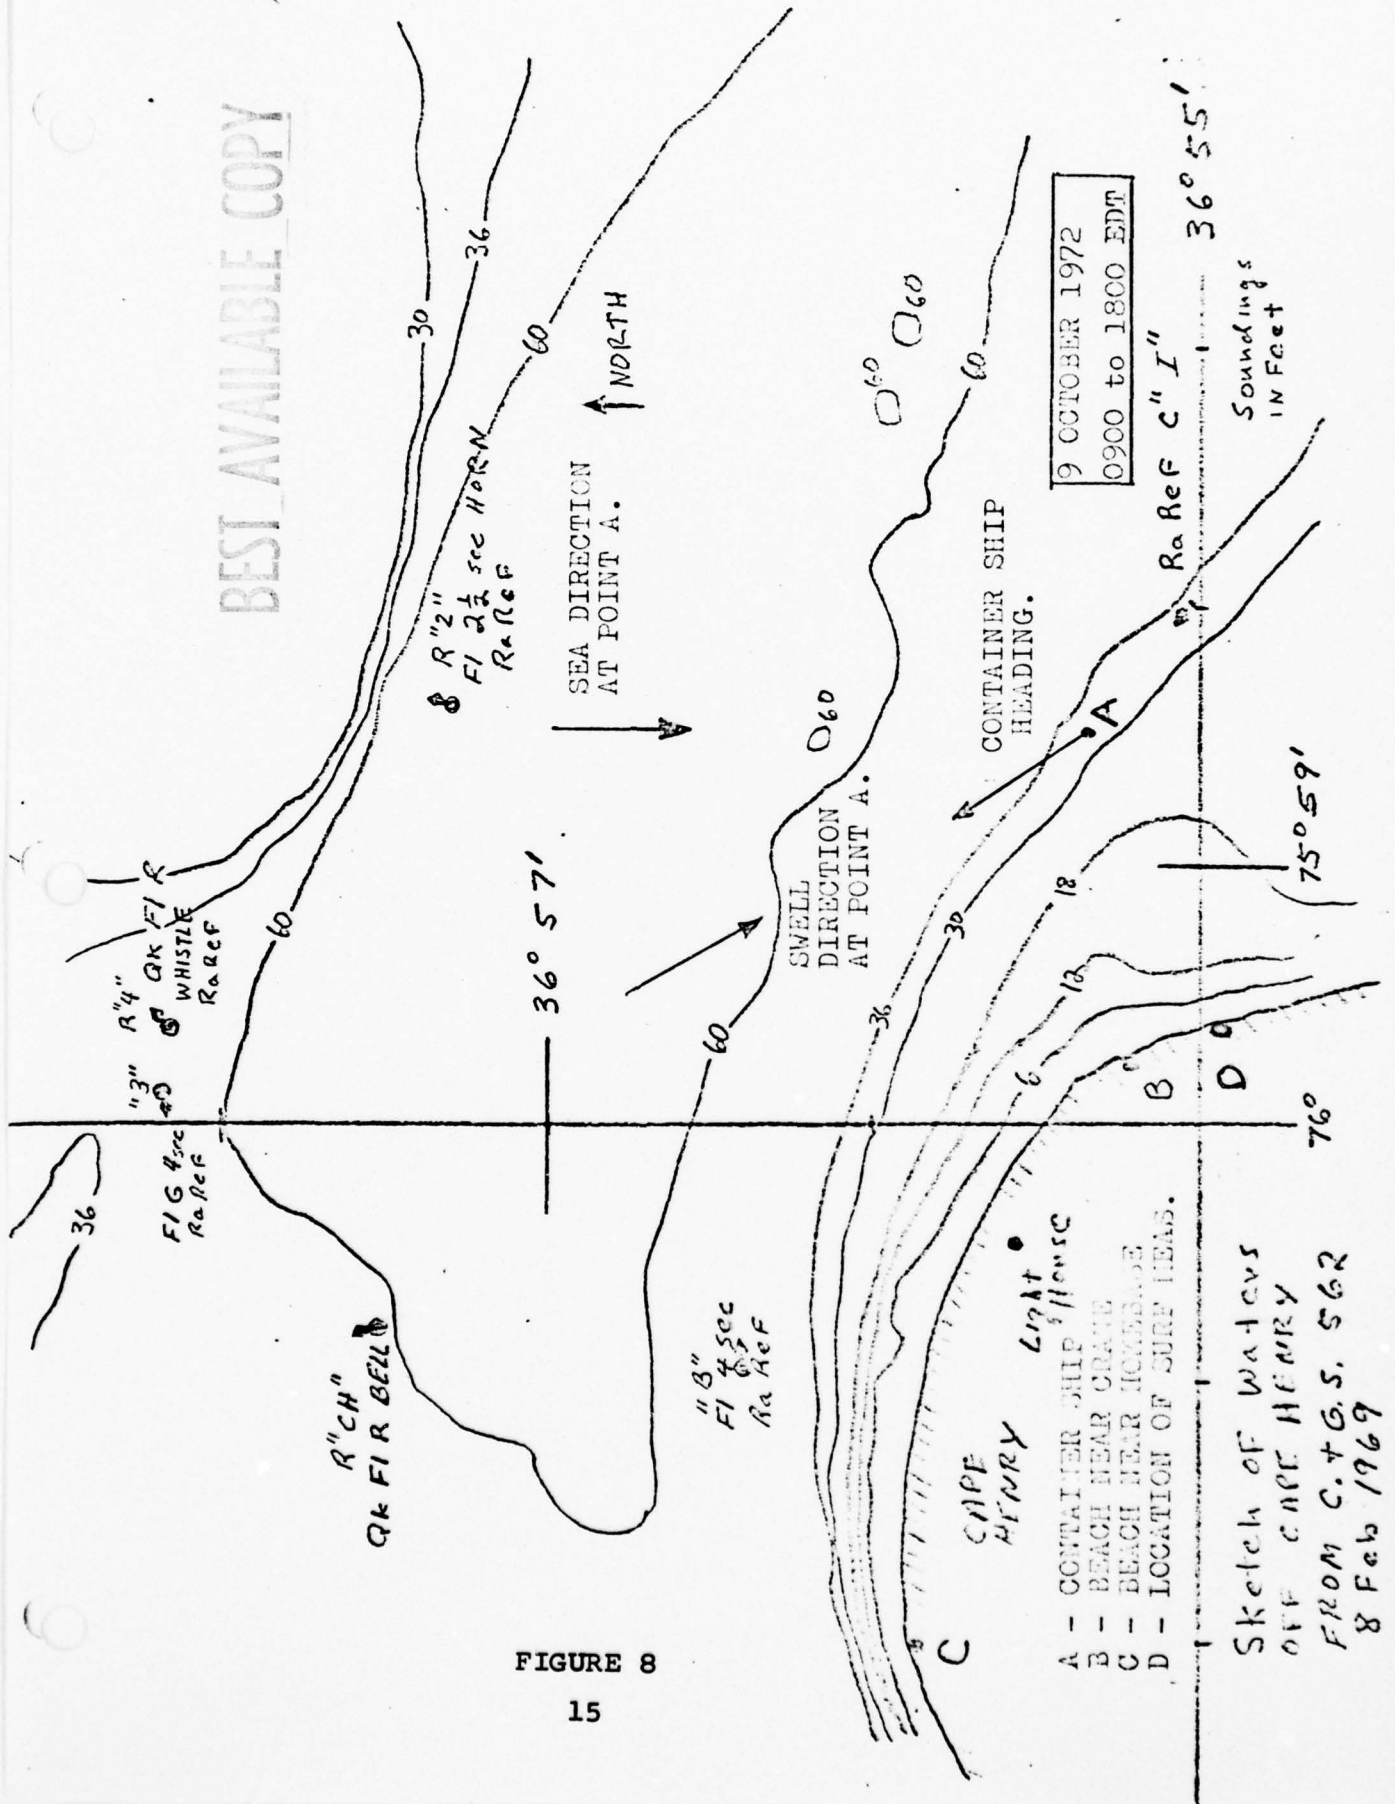 BEST AVAILABLE COPY
36
"3"
Fl G 4 sec
Ra Ref
R "4"
Qk Fl R
WHISTLE
Ra Ref
60
30
36
60
R "CH"
Qk Fl R BELL
36° 57'
R "2"
Fl 2½ sec HORN
Ra Ref
SEA DIRECTION
AT POINT A.
NORTH
"B"
Fl 4 sec
Ra Ref
60
SWELL
DIRECTION
AT POINT A.
60
60
60
60
CONTAINER SHIP
HEADING.
9 OCTOBER 1972
0900 to 1800 EDT
36
30
18
12
6
A
Ra Ref C "I"
36° 55'
Soundings
IN Feet
C
CAPE
HENRY
Light
House
B
D
76°
75° 59'
A - CONTAINER SHIP
B - BEACH NEAR CRANE
C - BEACH NEAR
D - LOCATION OF SURF MEAS.
Sketch OF Waters
OFF CAPE HENRY
FROM C. + G.S. 562
8 Feb 1969
FIGURE 8
15